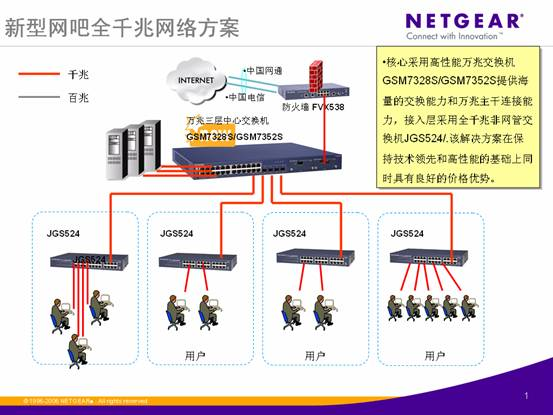 新型网吧全千兆网络方案
NETGEAR
Connect with Innovation™
千兆
百兆
INTERNET
•中国网通
•中国电信
防火墙 FVX538
万兆三层中心交换机
GSM7328S/GSM7352S
•核心采用高性能万兆交换机
GSM7328S/GSM7352S提供海
量的交换能力和万兆主干连接能
力，接入层采用全千兆非网管交
换机JGS524/.该解决方案在保
持技术领先和高性能的基础上同
时具有良好的价格优势。
JGS524
JGS524
JGS524
JGS524
JGS524
用户
用户
用户
© 1996-2006 NETGEAR® . All rights reserved
1